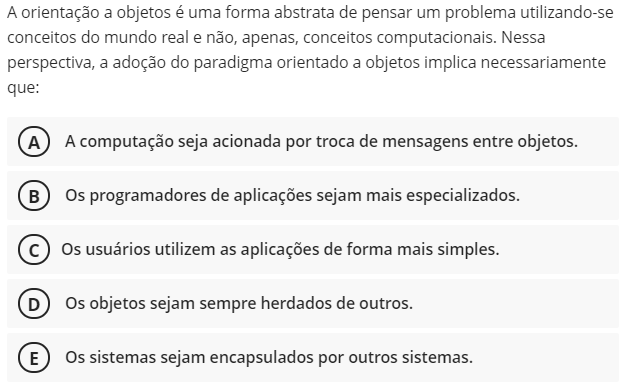 A orientação a objetos é uma forma abstrata de pensar um problema utilizando-se
conceitos do mundo real e não, apenas, conceitos computacionais. Nessa
perspectiva, a adoção do paradigma orientado a objetos implica necessariamente
que:
A A computação seja acionada por troca de mensagens entre objetos.
B Os programadores de aplicações sejam mais especializados.
C Os usuários utilizem as aplicações de forma mais simples.
D Os objetos sejam sempre herdados de outros.
E Os sistemas sejam encapsulados por outros sistemas.